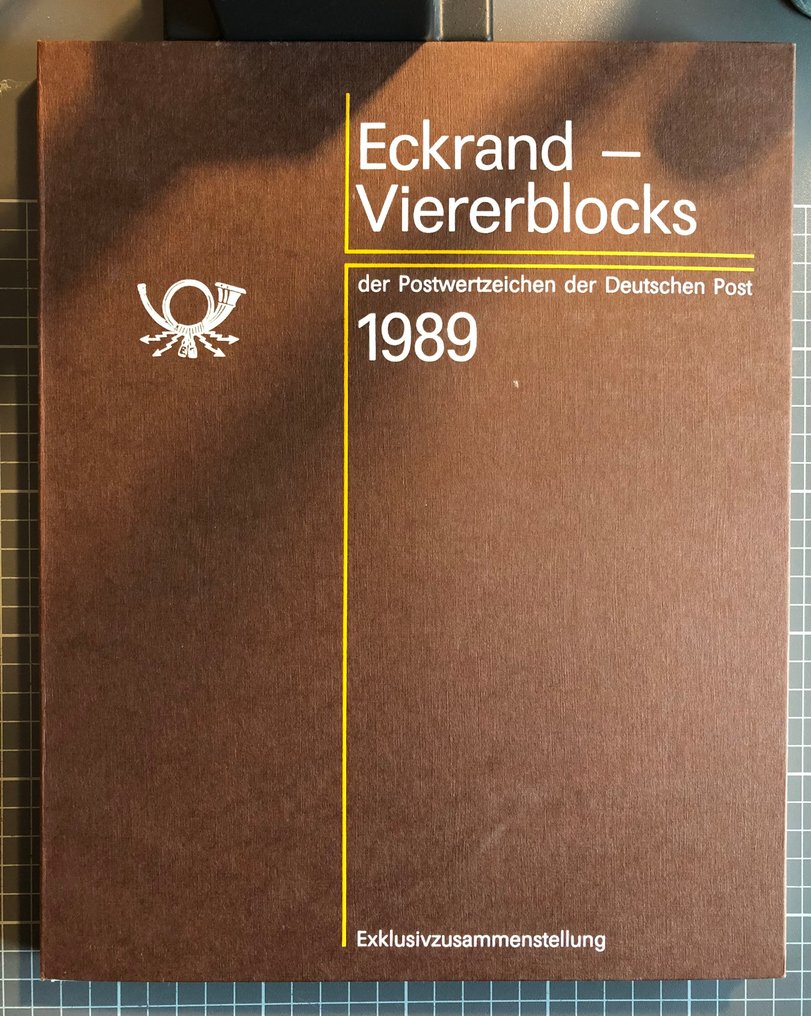 Eckrand –
Viererblocks
der Postwertzeichen der Deutschen Post
1989
Exklusivzusammenstellung